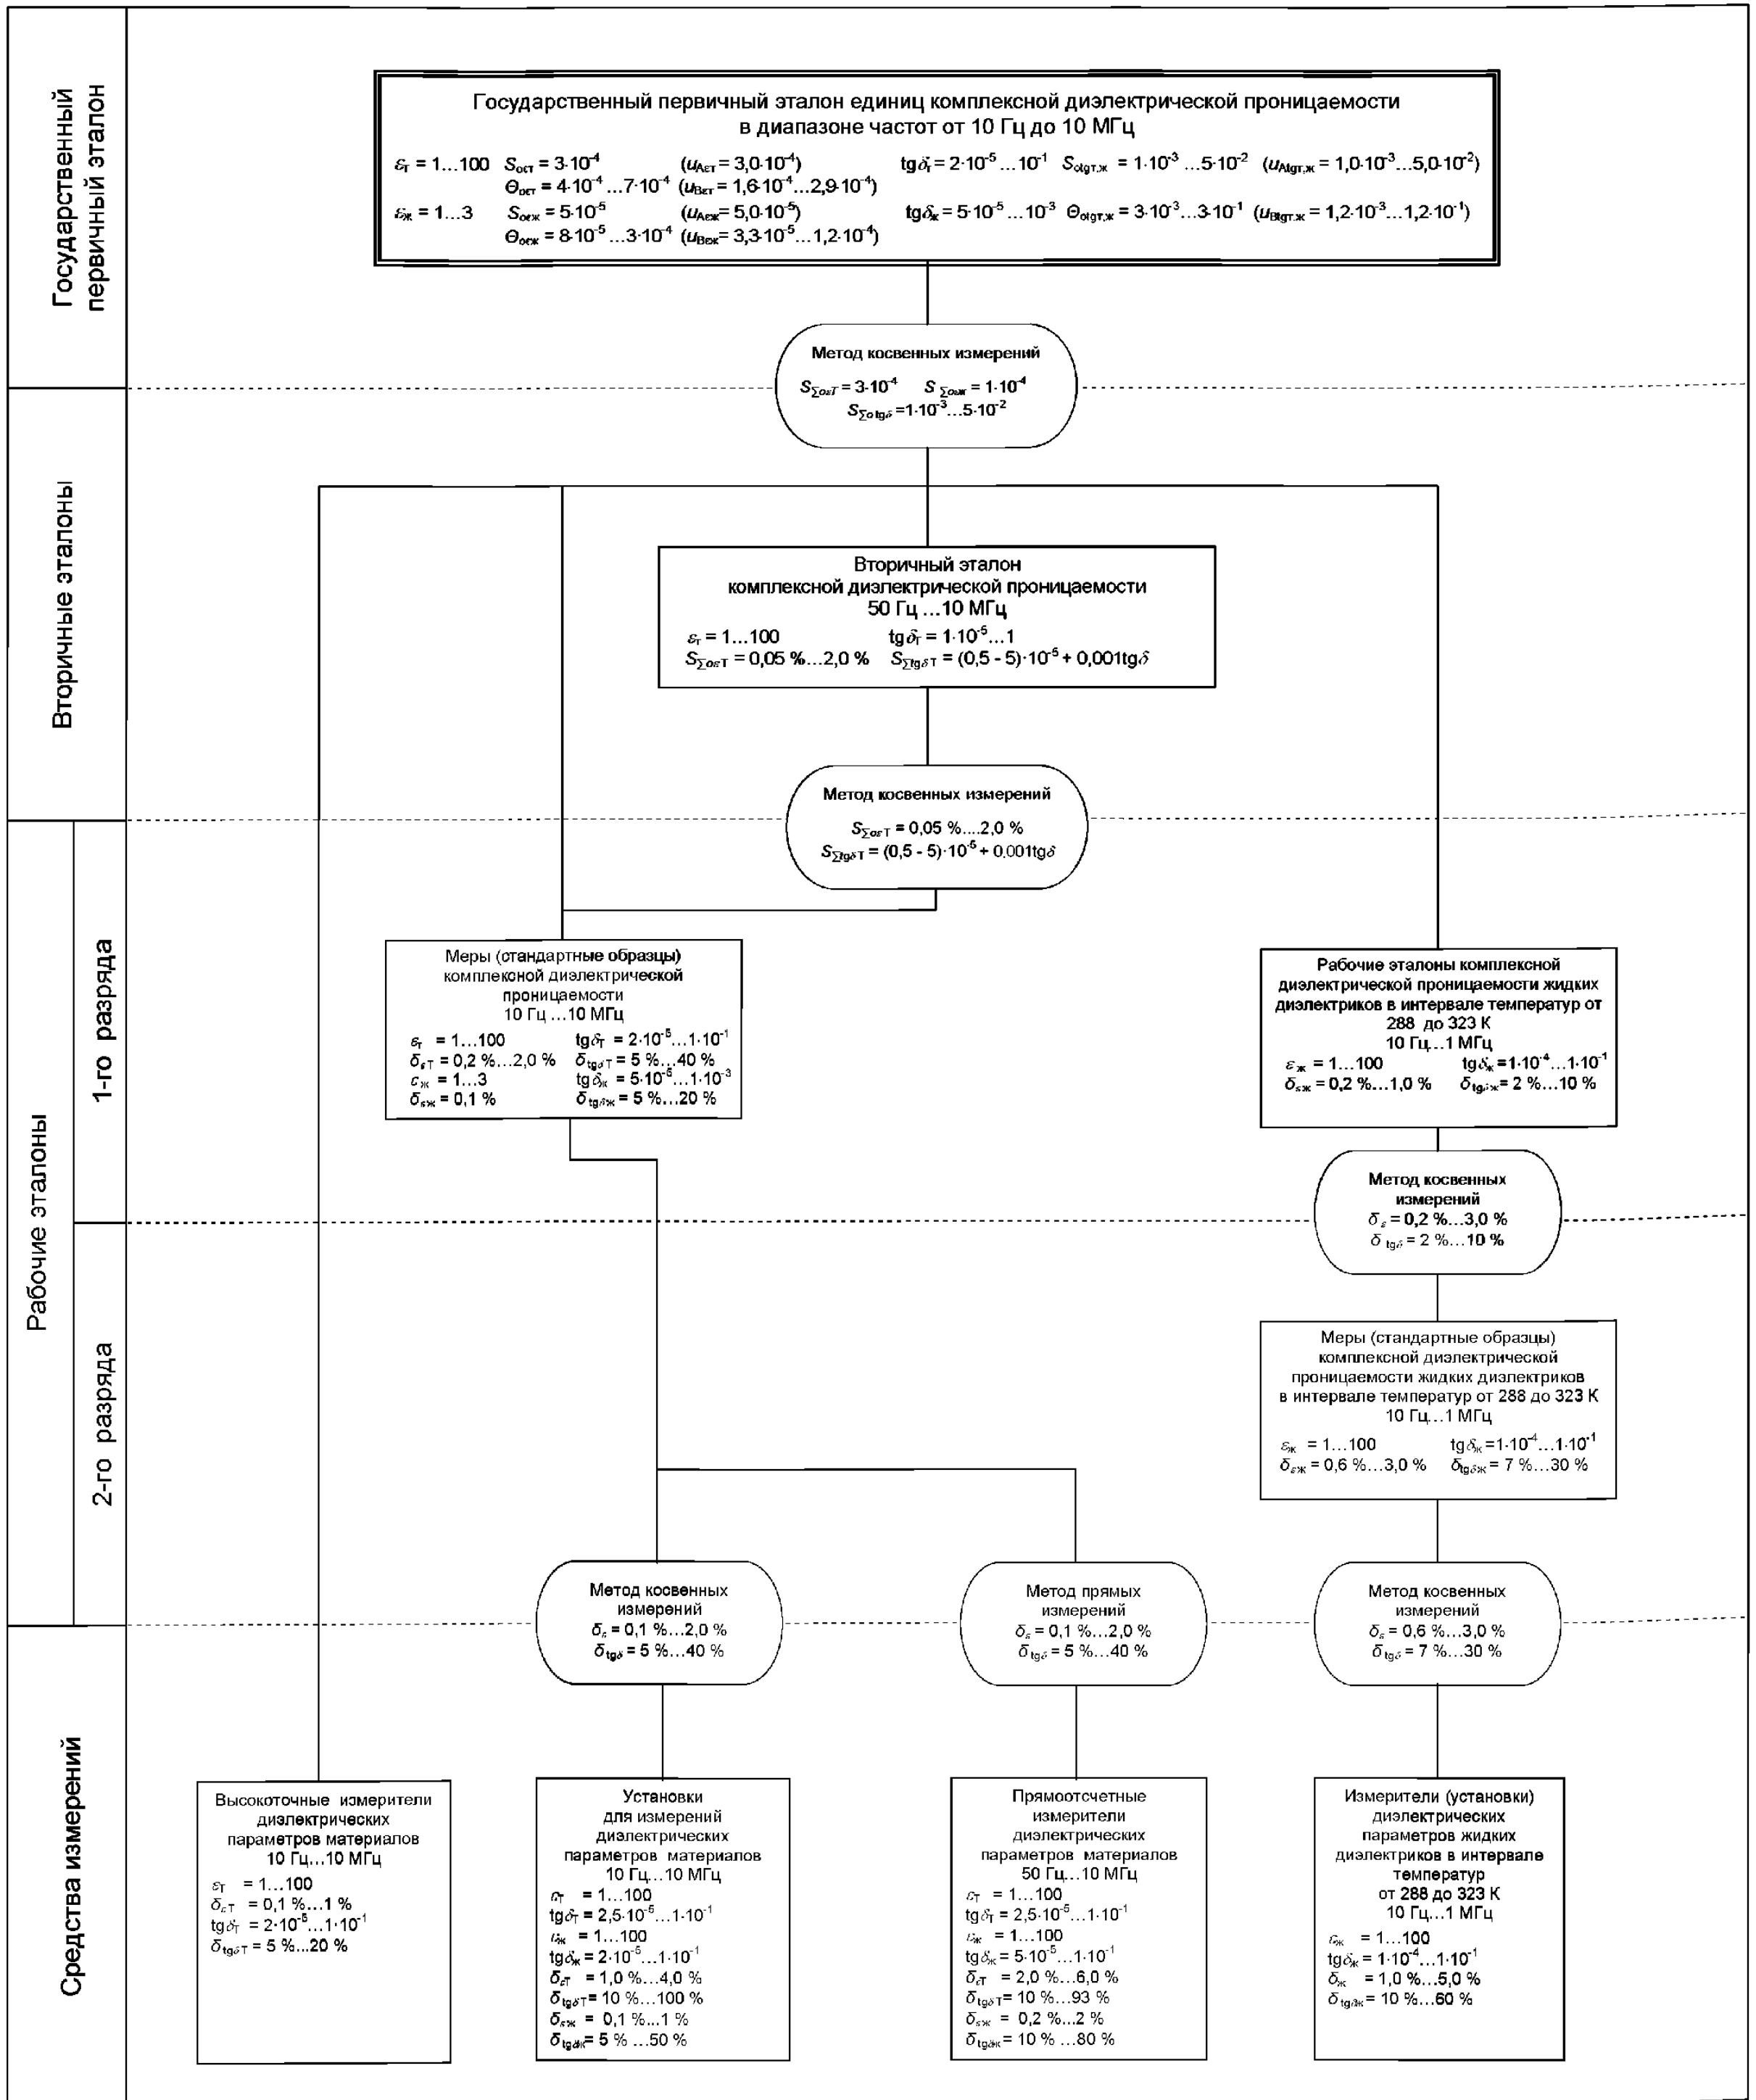 Государственный
первичный эталон
Государственный первичный эталон единиц комплексной диэлектрической проницаемости
в диапазоне частот от 10 Гц до 10 МГц
εт = 1...100 Sоεт = 3·10⁻⁴ (uАεт = 3,0·10⁻⁴) tgδт = 2·10⁻⁵ ...10⁻¹ Sоtgт,ж = 1·10⁻³ ...5·10⁻² (uАtgт,ж = 1,0·10⁻³...5,0·10⁻²)
Θоεт = 4·10⁻⁴ ...7·10⁻⁴ (uВεт = 1,6·10⁻⁴...2,9·10⁻⁴)
εж = 1...3 Sоεж = 5·10⁻⁵ (uАεж = 5,0·10⁻⁵) tgδж = 5·10⁻⁵ ...10⁻³ Θоtgт,ж = 3·10⁻³...3·10⁻¹ (uВtgт,ж = 1,2·10⁻³...1,2·10⁻¹)
Θоεж = 8·10⁻⁵ ...3·10⁻⁴ (uВεж = 3,3·10⁻⁵...1,2·10⁻⁴)
Метод косвенных измерений
S∑оεТ = 3·10⁻⁴ S∑оεж = 1·10⁻⁴
S∑о tgδ =1·10⁻³...5·10⁻²
Вторичные эталоны
Вторичный эталон
комплексной диэлектрической проницаемости
50 Гц ...10 МГц
εт = 1...100 tgδт = 1·10⁻⁵...1
S∑оεТ = 0,05 %...2,0 % S∑tgδТ = (0,5 - 5)·10⁻⁵ + 0,001tgδ
Метод косвенных измерений
S∑оεТ = 0,05 %....2,0 %
S∑tgδТ = (0,5 - 5)·10⁻⁵ + 0.001tgδ
Рабочие эталоны
1-го разряда
Меры (стандартные образцы)
комплексной диэлектрической
проницаемости
10 Гц ...10 МГц
εт = 1...100 tgδт = 2·10⁻⁵...1·10⁻¹
δεТ = 0,2 %...2,0 % δtgδТ = 5 %...40 %
εж = 1...3 tgδж = 5·10⁻⁵...1·10⁻³
δεж = 0,1 % δtgδж = 5 %...20 %
Рабочие эталоны комплексной
диэлектрической проницаемости жидких
диэлектриков в интервале температур от
288 до 323 К
10 Гц...1 МГц
εж = 1...100 tgδж =1·10⁻⁴...1·10⁻¹
δεж = 0,2 %...1,0 % δtgδж = 2 %...10 %
Метод косвенных
измерений
δε = 0,2 %...3,0 %
δ tgδ = 2 %...10 %
2-го разряда
Меры (стандартные образцы)
комплексной диэлектрической
проницаемости жидких диэлектриков
в интервале температур от 288 до 323 К
10 Гц...1 МГц
εж = 1...100 tgδж =1·10⁻⁴...1·10⁻¹
δεж = 0,6 %...3,0 % δtgδж = 7 %...30 %
Метод косвенных
измерений
δε = 0,1 %...2,0 %
δtgδ = 5 %...40 %
Метод прямых
измерений
δε = 0,1 %...2,0 %
δtgδ = 5 %...40 %
Метод косвенных
измерений
δε = 0,6 %...3,0 %
δtgδ = 7 %...30 %
Средства измерений
Высокоточные измерители
диэлектрических
параметров материалов
10 Гц...10 МГц
εт = 1...100
δεТ = 0,1 %...1 %
tgδт = 2·10⁻⁵...1·10⁻¹
δtgδТ = 5 %...20 %
Установки
для измерений
диэлектрических
параметров материалов
10 Гц...10 МГц
εт = 1...100
tgδт = 2,5·10⁻⁵...1·10⁻¹
εж = 1...100
tgδж = 2·10⁻⁵...1·10⁻¹
δεТ = 1,0 %...4,0 %
δtgδТ = 10 %...100 %
δεж = 0,1 %...1 %
δtgδж = 5 % ...50 %
Прямоотсчетные
измерители
диэлектрических
параметров материалов
50 Гц...10 МГц
εт = 1...100
tgδт = 2,5·10⁻⁵...1·10⁻¹
εж = 1...100
tgδж = 5·10⁻⁵...1·10⁻¹
δεТ = 2,0 %...6,0 %
δtgδТ = 10 %...93 %
δεж = 0,2 %...2 %
δtgδж = 10 %...80 %
Измерители (установки)
диэлектрических
параметров жидких
диэлектриков в интервале
температур
от 288 до 323 К
10 Гц...1 МГц
εж = 1...100
tgδж = 1·10⁻⁴...1·10⁻¹
δж = 1,0 %...5,0 %
δtgδж = 10 %...60 %